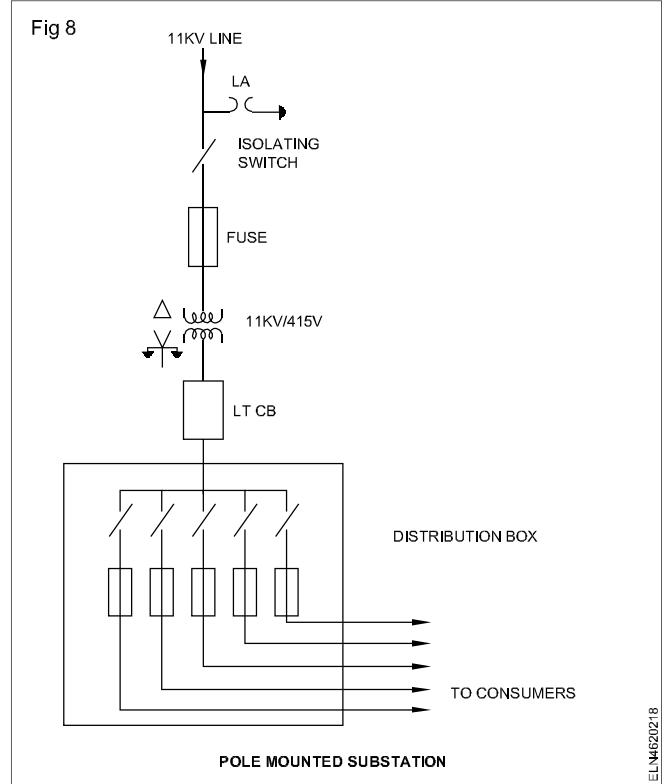 Fig 8
11KV LINE
LA
ISOLATING
SWITCH
FUSE
11KV/415V
LT CB
DISTRIBUTION BOX
TO CONSUMERS
POLE MOUNTED SUBSTATION
ELN4620218